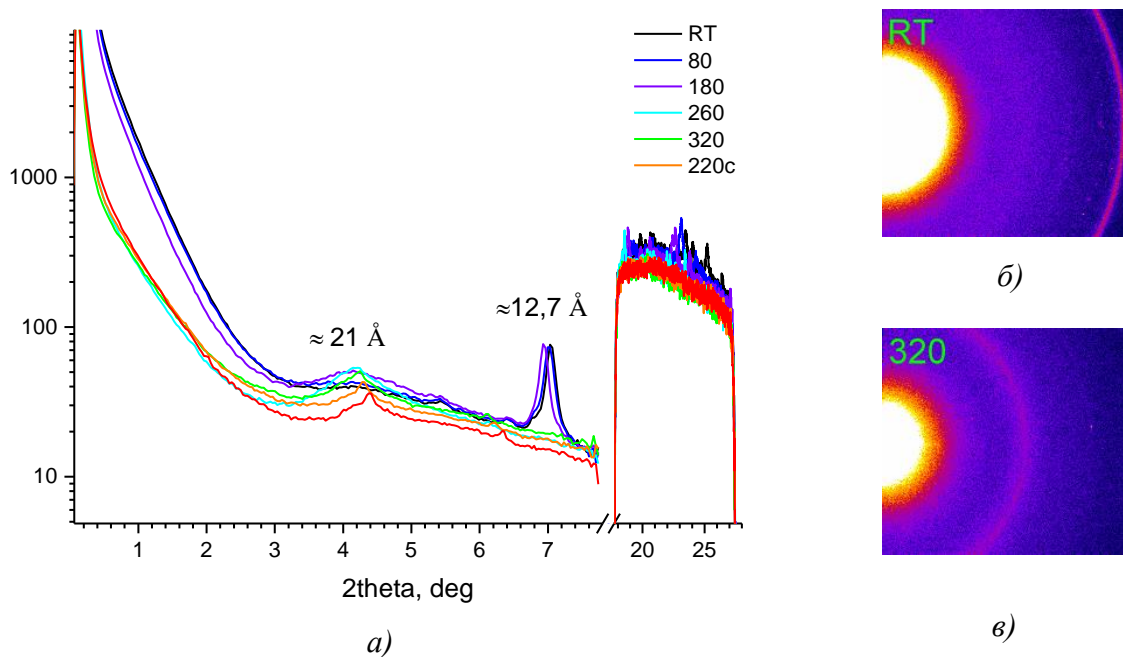 RT
80
180
260
320
220c
1000
100
10
≈ 21 Å
≈12,7 Å
1 2 3 4 5 6 7 20 25
2theta, deg
а)
RT
б)
320
в)